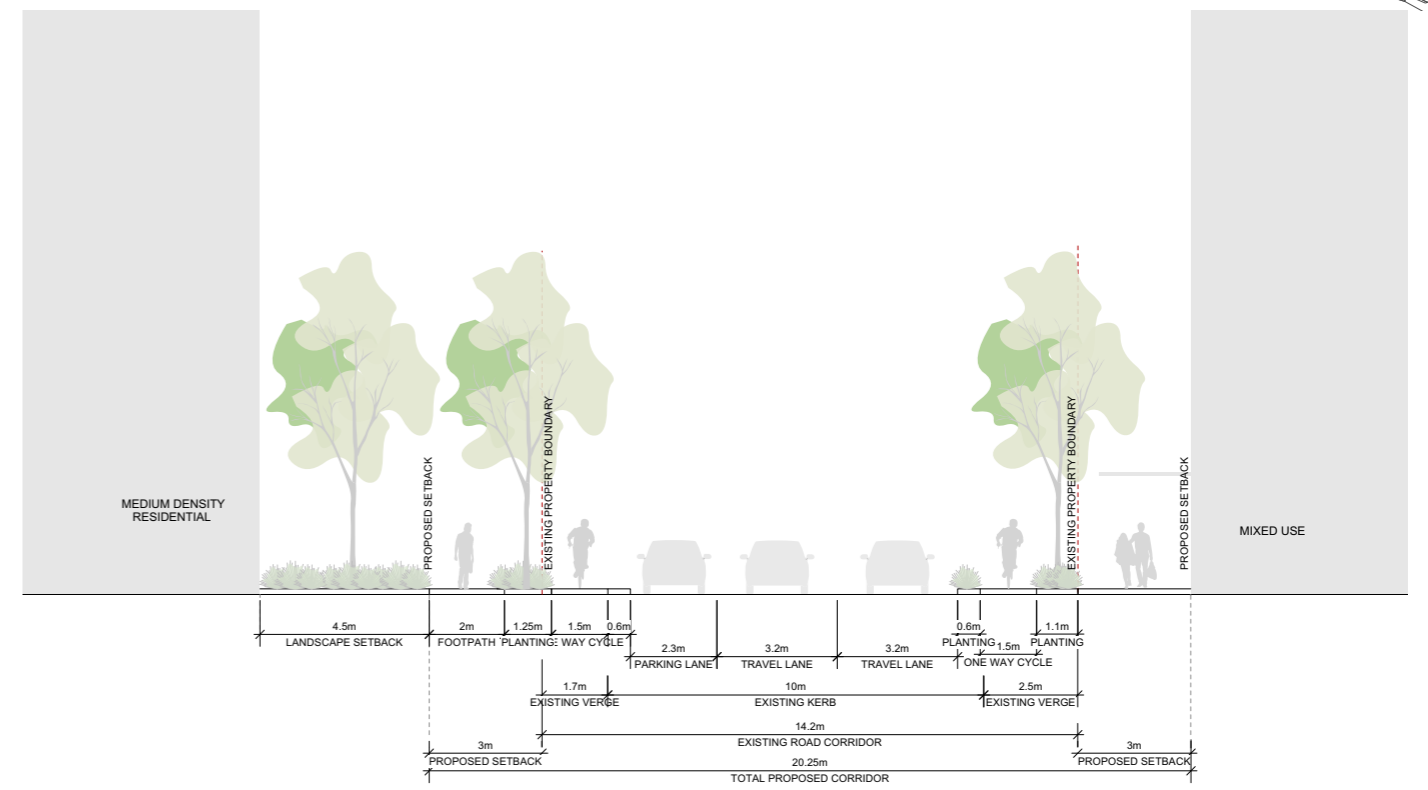 MEDIUM DENSITY
RESIDENTIAL
PROPOSED SETBACK
EXISTING PROPERTY BOUNDARY
EXISTING PROPERTY BOUNDARY
PROPOSED SETBACK
MIXED USE
4.5m 2m 1.25m 1.5m 0.6m 0.6m 1.1m
LANDSCAPE SETBACK FOOTPATH PLANTING WAY CYCLE PLANTING PLANTING
2.3m 3.2m 3.2m 1.5m
PARKING LANE TRAVEL LANE TRAVEL LANE ONE WAY CYCLE
1.7m 10m 2.5m
EXISTING VERGE EXISTING KERB EXISTING VERGE
14.2m
EXISTING ROAD CORRIDOR
3m 3m
PROPOSED SETBACK PROPOSED SETBACK
20.25m
TOTAL PROPOSED CORRIDOR